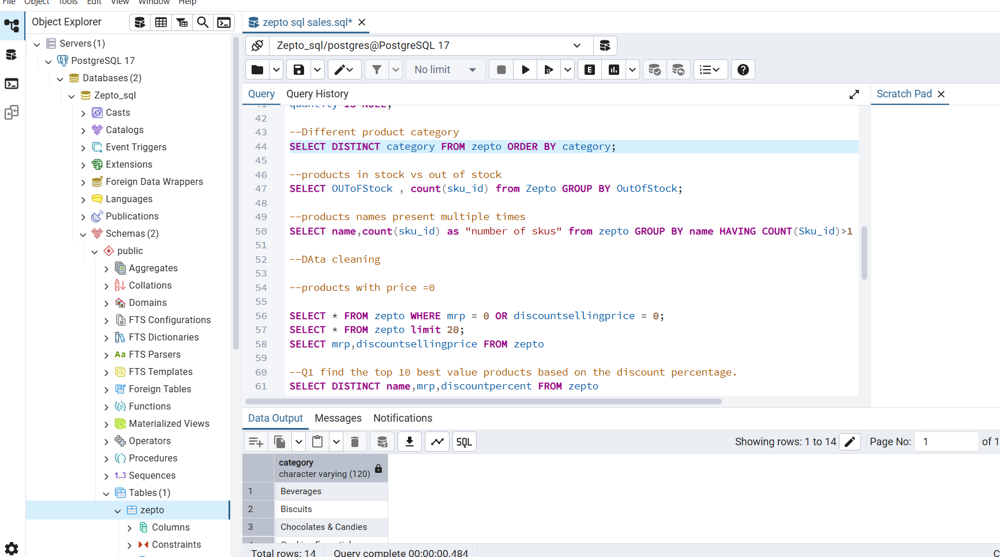 File Object Tools Edit View Window Help
Object Explorer
Servers (1)
PostgreSQL 17
Databases (2)
Zepto_sql
Casts
Catalogs
Event Triggers
Extensions
Foreign Data Wrappers
Languages
Publications
Schemas (2)
public
Aggregates
Collations
Domains
FTS Configurations
FTS Dictionaries
Aa FTS Parsers
FTS Templates
Foreign Tables
Functions
Materialized Views
Operators
Procedures
1..3 Sequences
Tables (1)
zepto
Columns
Constraints
zepto sql sales.sql*
Zepto_sql/postgres@PostgreSQL 17
No limit
E
Query Query History
Scratch Pad
41 quantity IS NULL;
42
43 --Different product category
44 SELECT DISTINCT category FROM zepto ORDER BY category;
45
46 --products in stock vs out of stock
47 SELECT OUToFStock , count(sku_id) from Zepto GROUP BY OutOfStock;
48
49 --products names present multiple times
50 SELECT name,count(sku_id) as "number of skus" from zepto GROUP BY name HAVING COUNT(Sku_id)>1
51
52 --DAta cleaning
53
54 --products with price =0
55
56 SELECT * FROM zepto WHERE mrp = 0 OR discountsellingprice = 0;
57 SELECT * FROM zepto limit 20;
58 SELECT mrp,discountsellingprice FROM zepto
59
60 --Q1 find the top 10 best value products based on the discount percentage.
61 SELECT DISTINCT name,mrp,discountpercent FROM zepto
Data Output Messages Notifications
SQL
Showing rows: 1 to 14
Page No: 1 of 1
category
character varying (120)
1 Beverages
2 Biscuits
3 Chocolates & Candies
Total rows: 14 Query complete 00:00:00.484